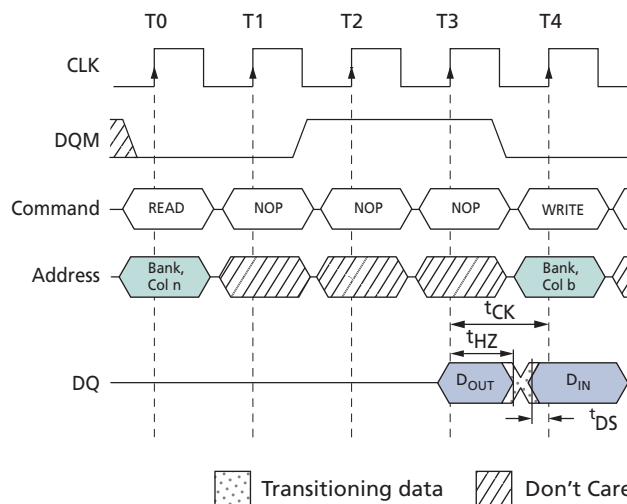 T0 T1 T2 T3 T4
CLK
DQM
Command READ NOP NOP NOP WRITE
Address Bank, Col n Bank, Col b
tCK
tHZ
DQ DOUT DIN
tDS
Transitioning data Don't Care